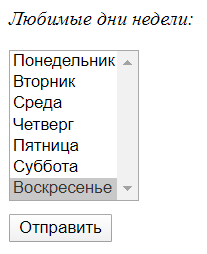 Любимые дни недели:
Понедельник
Вторник
Среда
Четверг
Пятница
Суббота
Воскресенье
Отправить